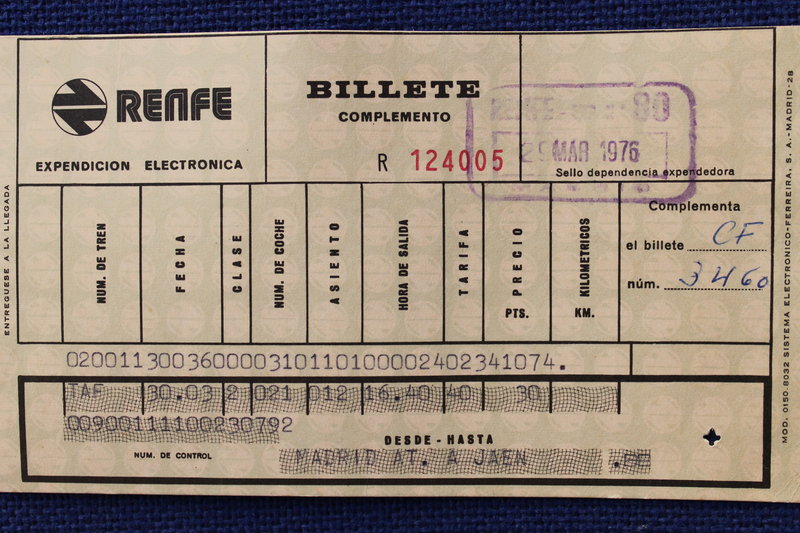 RENFE
EXPEDICION ELECTRONICA
BILLETE
COMPLEMENTO
R 124005
29 MAR 1976
Sello dependencia expendedora
ENTREGUESE A LA LLEGADA
NUM. DE TREN
FECHA
CLASE
NUM. DE COCHE
ASIENTO
HORA DE SALIDA
TARIFA
PRECIO
PTS.
KILOMETRICOS
KM.
Complementa
el billete CF
núm. 3460
020011300360000310110100002402341074.
TAF 30.03 2 021 012 16.40 40 30
00900111100230792
NUM. DE CONTROL
DESDE - HASTA
MADRID AT. A JAEN
MOD. 0150.8032 SISTEMA ELECTRONICO-FERREIRA, S. A.-MADRID-28